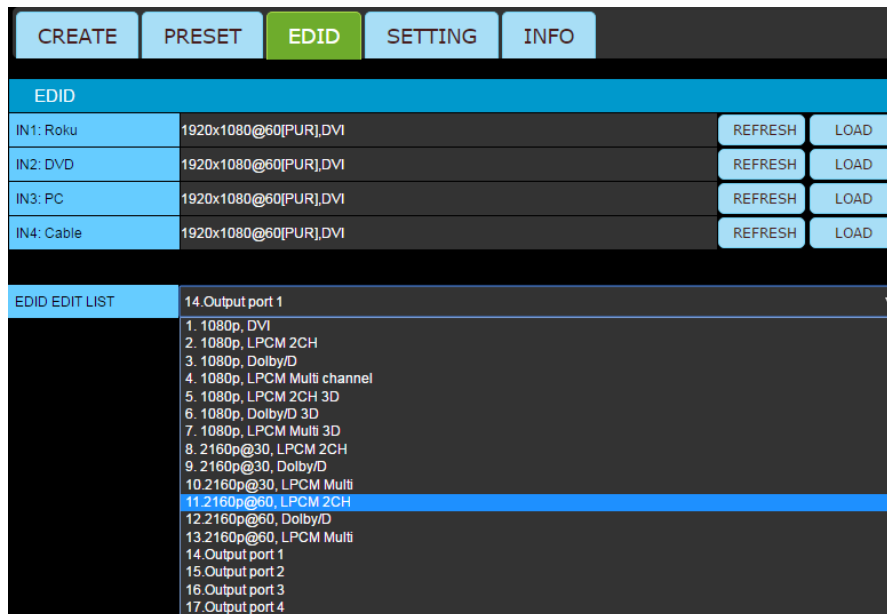 CREATE PRESET EDID SETTING INFO
EDID
IN1: Roku 1920x1080@60[PUR],DVI REFRESH LOAD
IN2: DVD 1920x1080@60[PUR],DVI REFRESH LOAD
IN3: PC 1920x1080@60[PUR],DVI REFRESH LOAD
IN4: Cable 1920x1080@60[PUR],DVI REFRESH LOAD
EDID EDIT LIST 14.Output port 1
1. 1080p, DVI
2. 1080p, LPCM 2CH
3. 1080p, Dolby/D
4. 1080p, LPCM Multi channel
5. 1080p, LPCM 2CH 3D
6. 1080p, Dolby/D 3D
7. 1080p, LPCM Multi 3D
8. 2160p@30, LPCM 2CH
9. 2160p@30, Dolby/D
10.2160p@30, LPCM Multi
11.2160p@60, LPCM 2CH
12.2160p@60, Dolby/D
13.2160p@60, LPCM Multi
14.Output port 1
15.Output port 2
16.Output port 3
17.Output port 4